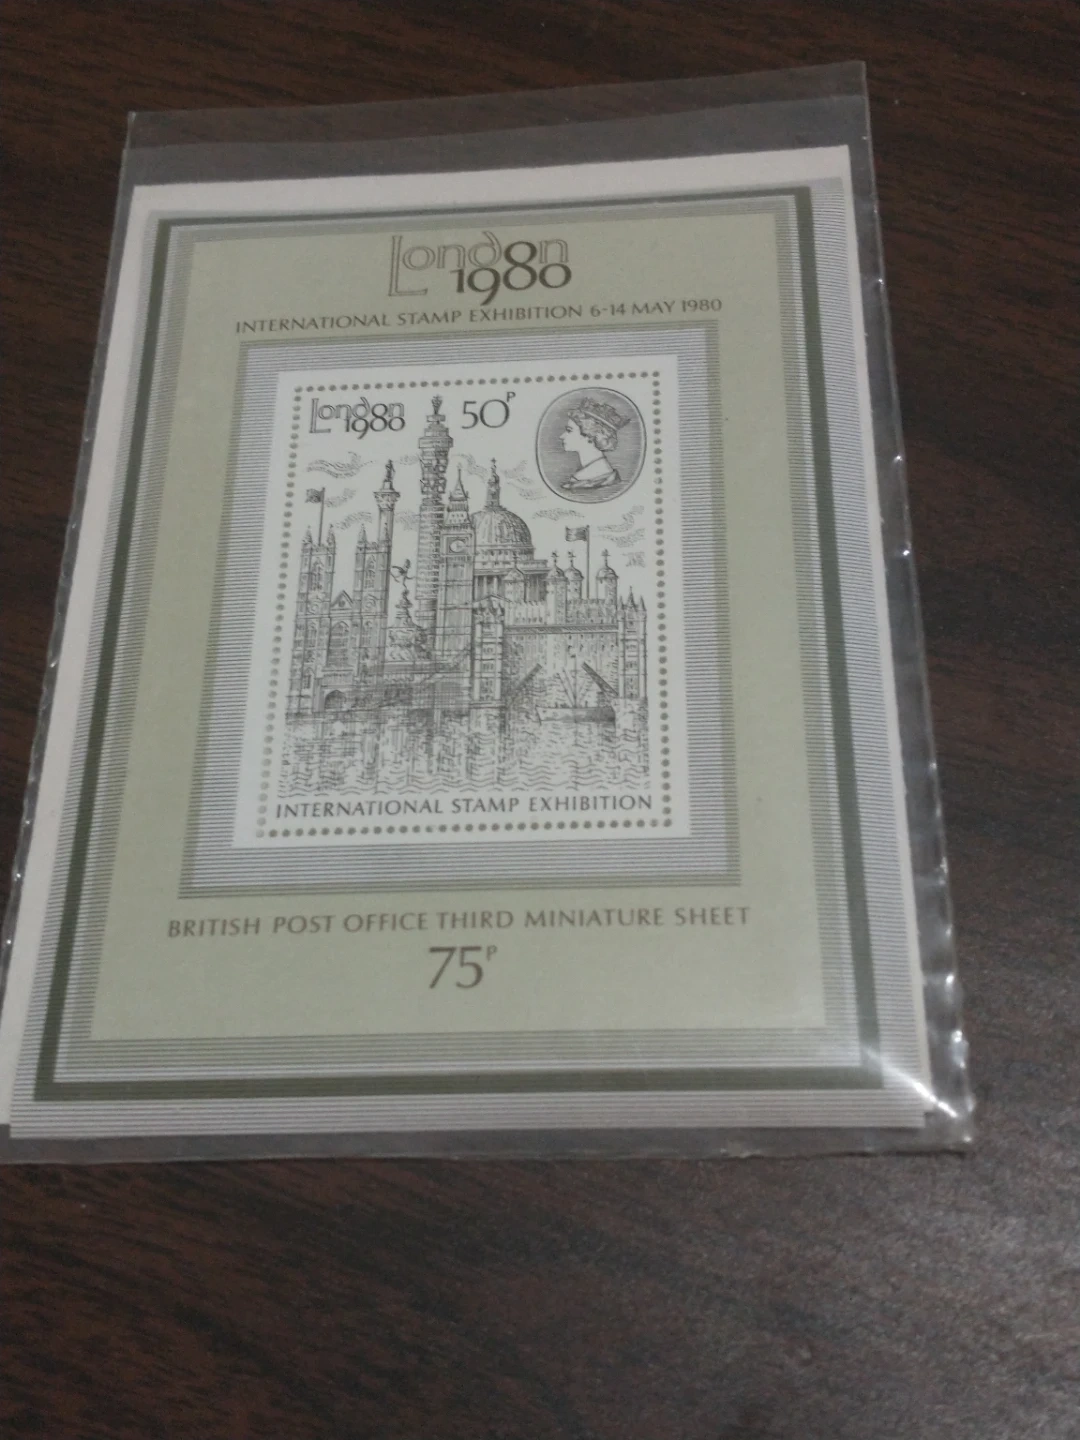 London
1980
INTERNATIONAL STAMP EXHIBITION 6-14 MAY 1980
London
1980
50P
INTERNATIONAL STAMP EXHIBITION
BRITISH POST OFFICE THIRD MINIATURE SHEET
75P